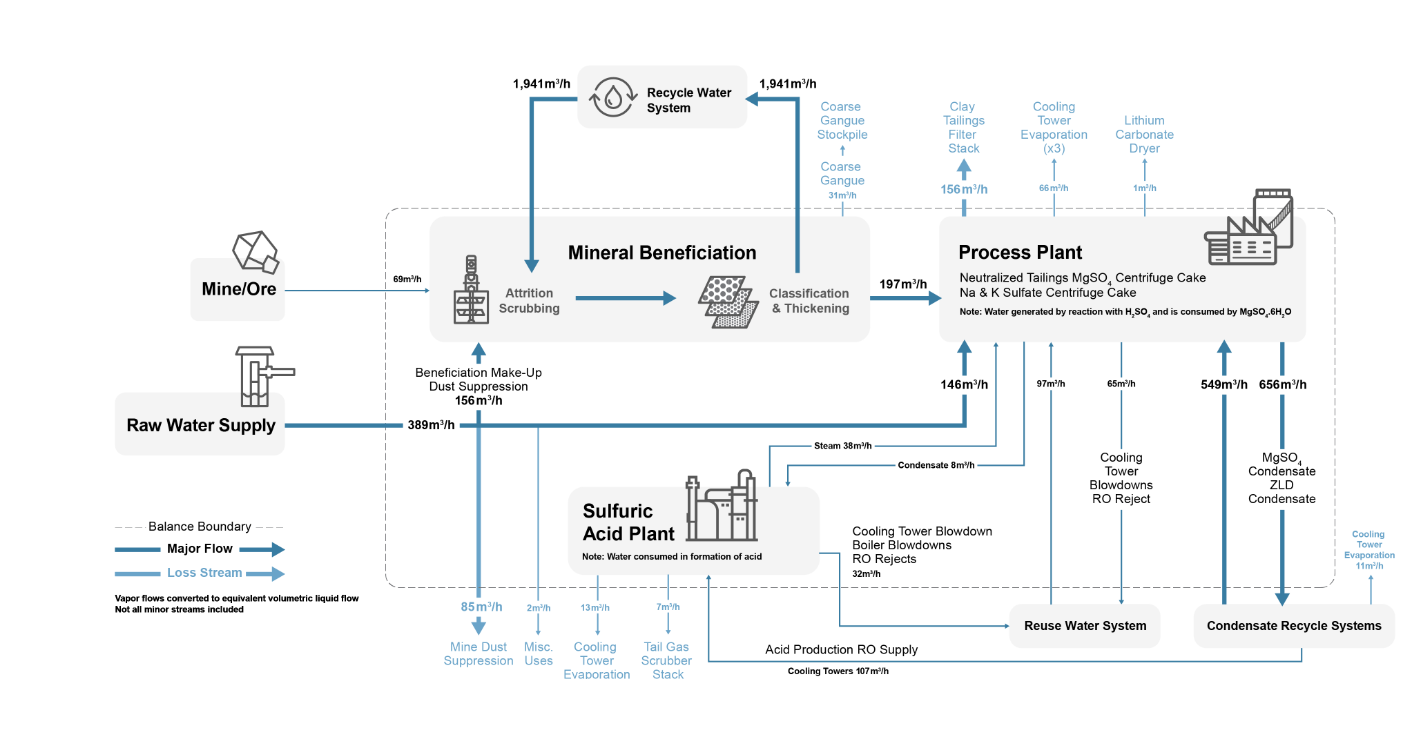 1,941m³/h
Recycle Water
System
1,941m³/h
Coarse
Gangue
Stockpile
Coarse
Gangue
31m³/h
Clay
Tailings
Filter
Stack
156m³/h
Cooling
Tower
Evaporation
(x3)
66m³/h
Lithium
Carbonate
Dryer
1m³/h
Mine/Ore
69m³/h
Mineral Beneficiation
Attrition
Scrubbing
Classification
& Thickening
197m³/h
Process Plant
Neutralized Tailings MgSO₄ Centrifuge Cake
Na & K Sulfate Centrifuge Cake
Note: Water generated by reaction with H₂SO₄ and is consumed by MgSO₄.6H₂O
Raw Water Supply
389m³/h
Beneficiation Make-Up
Dust Suppression
156m³/h
146m³/h
97m³/h
65m³/h
549m³/h
656m³/h
Steam 38m³/h
Condensate 8m³/h
Cooling
Tower
Blowdowns
RO Reject
MgSO₄
Condensate
ZLD
Condensate
Sulfuric
Acid Plant
Note: Water consumed in formation of acid
Cooling Tower Blowdown
Boiler Blowdowns
RO Rejects
32m³/h
Cooling
Tower
Evaporation
11m³/h
Balance Boundary
Major Flow
Loss Stream
Vapor flows converted to equivalent volumetric liquid flow
Not all minor streams included
85m³/h
Mine Dust
Suppression
2m³/h
Misc.
Uses
13m³/h
Cooling
Tower
Evaporation
7m³/h
Tail Gas
Scrubber
Stack
Reuse Water System
Condensate Recycle Systems
Acid Production RO Supply
Cooling Towers 107m³/h